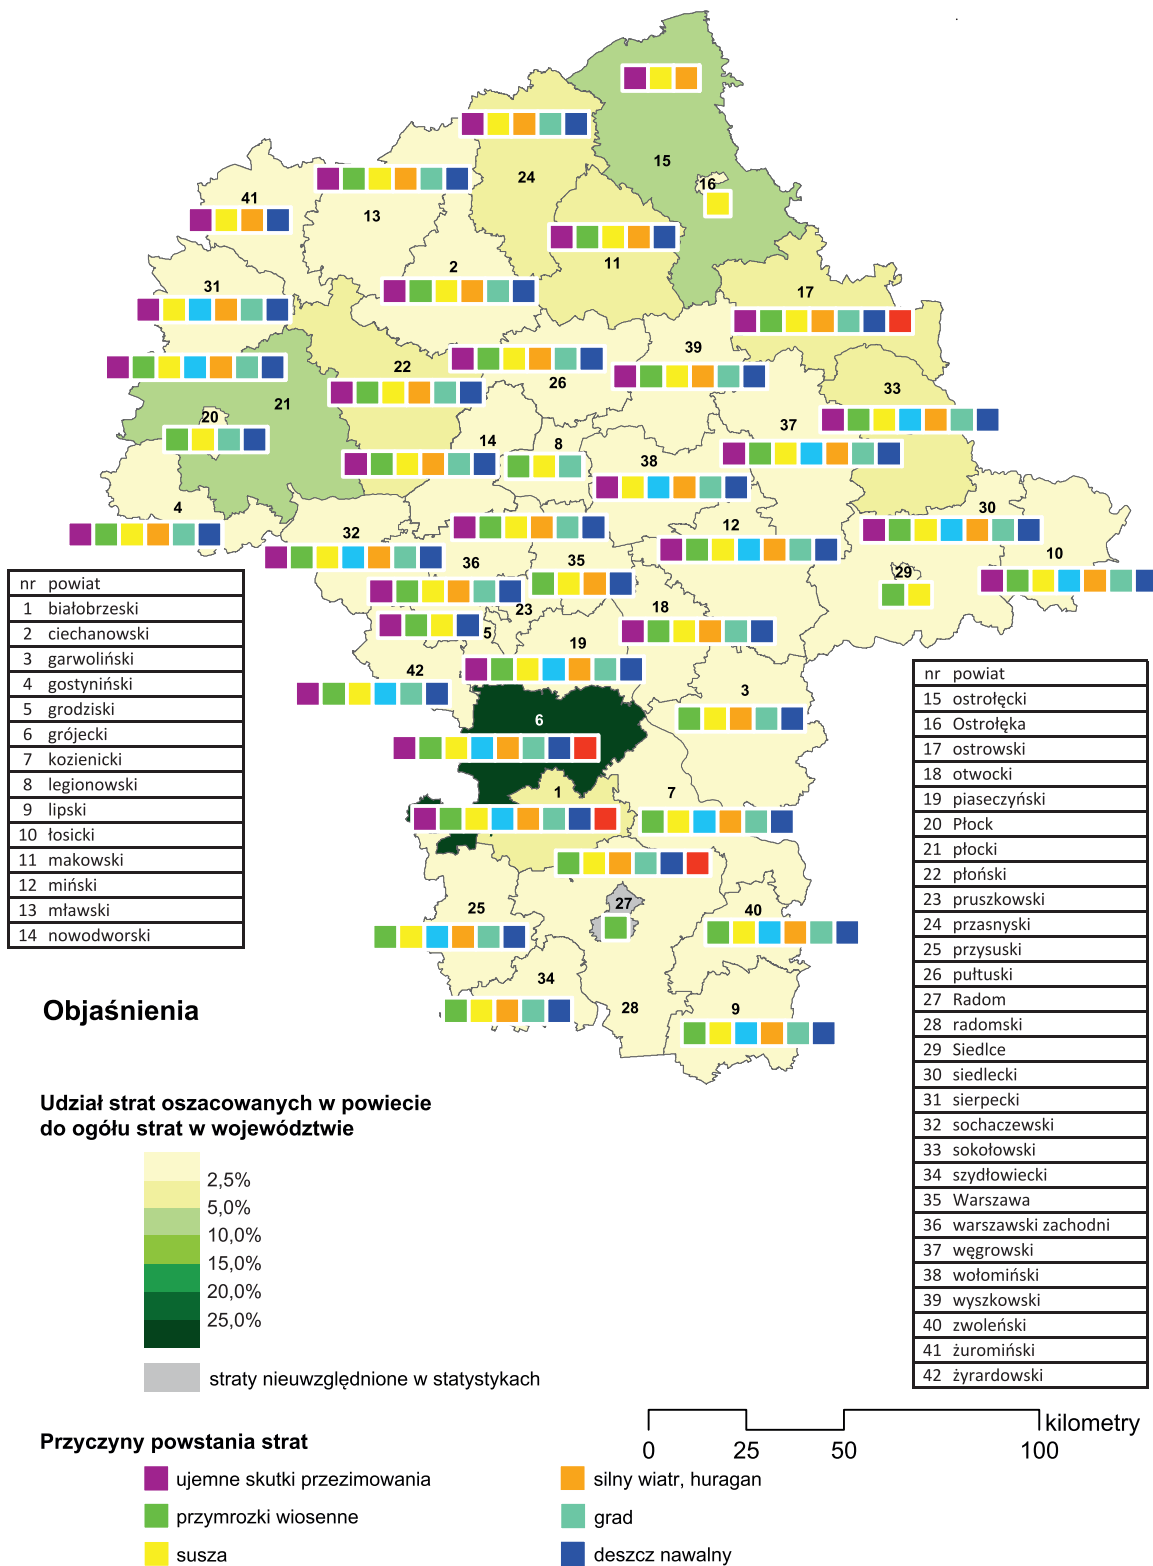 15
16
24
41
13
11
2
31
17
39
22
26
33
21
20
37
14
8
38
4
30
32
12
10
36
35
29
23
18
5
19
42
3
6
1
7
27
25
40
34
28
9
nr powiat
1 białobrzeski
2 ciechanowski
3 garwoliński
4 gostyniński
5 grodziski
6 grójecki
7 kozienicki
8 legionowski
9 lipski
10 łosicki
11 makowski
12 miński
13 mławski
14 nowodworski
nr powiat
15 ostrołęcki
16 Ostrołęka
17 ostrowski
18 otwocki
19 piaseczyński
20 Płock
21 płocki
22 płoński
23 pruszkowski
24 przasnyski
25 przysuski
26 pułtuski
27 Radom
28 radomski
29 Siedlce
30 siedlecki
31 sierpecki
32 sochaczewski
33 sokołowski
34 szydłowiecki
35 Warszawa
36 warszawski zachodni
37 węgrowski
38 wołomiński
39 wyszkowski
40 zwoleński
41 żuromiński
42 żyrardowski
Objaśnienia
Udział strat oszacowanych w powiecie
do ogółu strat w województwie
2,5%
5,0%
10,0%
15,0%
20,0%
25,0%
straty nieuwzględnione w statystykach
kilometry
0 25 50 100
Przyczyny powstania strat
ujemne skutki przezimowania
silny wiatr, huragan
przymrozki wiosenne
grad
susza
deszcz nawalny